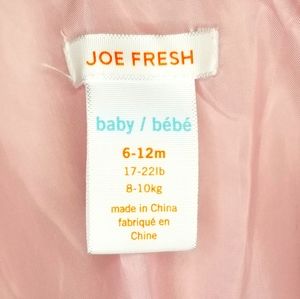 JOE FRESH
baby / bébé
6-12m
17-22lb
8-10kg
made in China
fabriqué en
Chine